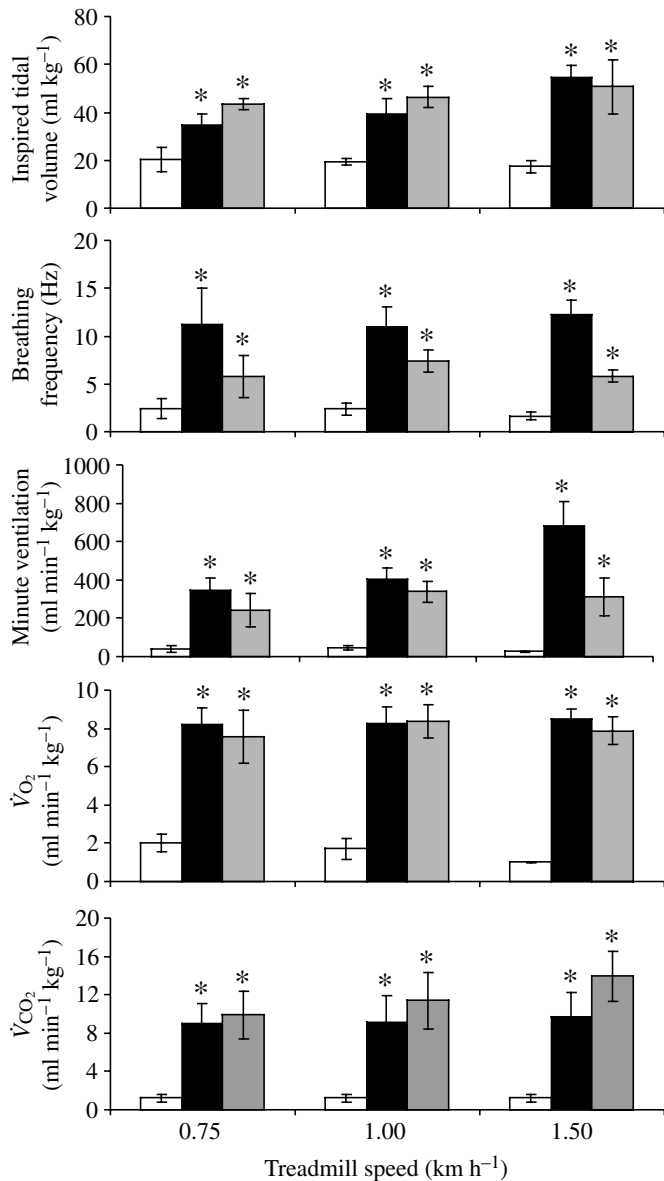 Inspired tidal
volume (ml kg⁻¹)
80
60
40
20
0
* * * * * *
Breathing
frequency (Hz)
20
15
10
5
0
* * * * * *
Minute ventilation
(ml min⁻¹ kg⁻¹)
1000
800
600
400
200
0
* * * * * *
V̇O₂
(ml min⁻¹ kg⁻¹)
10
8
6
4
2
0
* * * * * *
V̇CO₂
(ml min⁻¹ kg⁻¹)
20
16
12
8
4
0
* * * * * *
0.75 1.00 1.50
Treadmill speed (km h⁻¹)